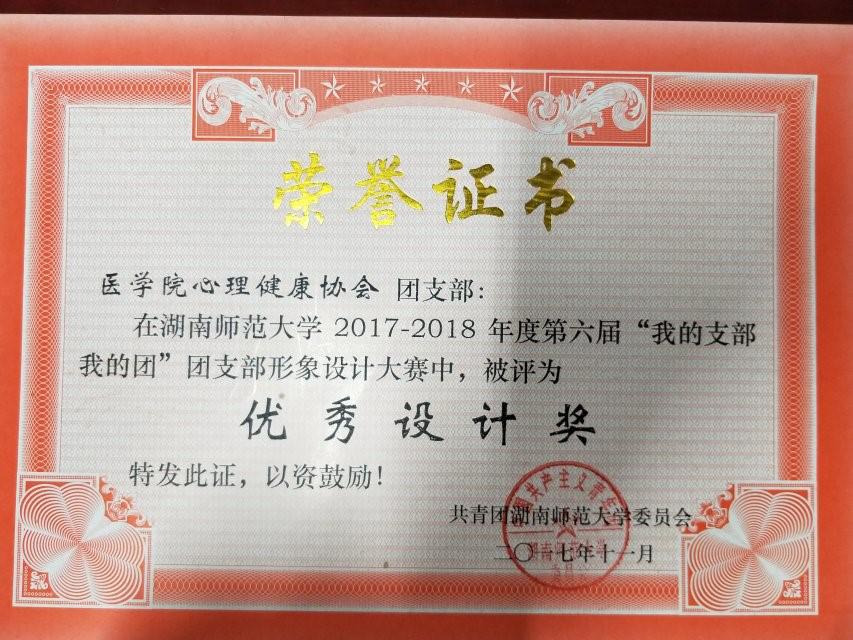 荣誉证书
医学院心理健康协会 团支部:
在湖南师范大学 2017-2018 年度第六届“我的支部
我的团”团支部形象设计大赛中,被评为
优秀设计奖
特发此证,以资鼓励!
共青团湖南师范大学委员会
二〇一七年十一月